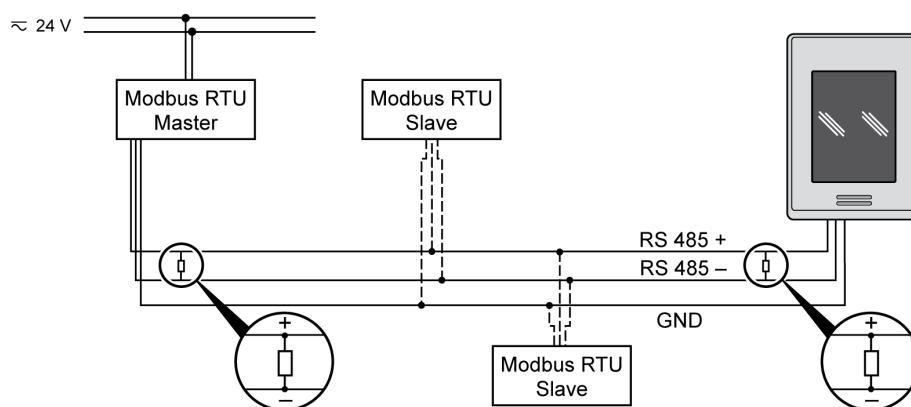 ⎓ 24 V
Modbus RTU
Master
Modbus RTU
Slave
RS 485 +
RS 485 –
GND
Modbus RTU
Slave
+
–
+
–